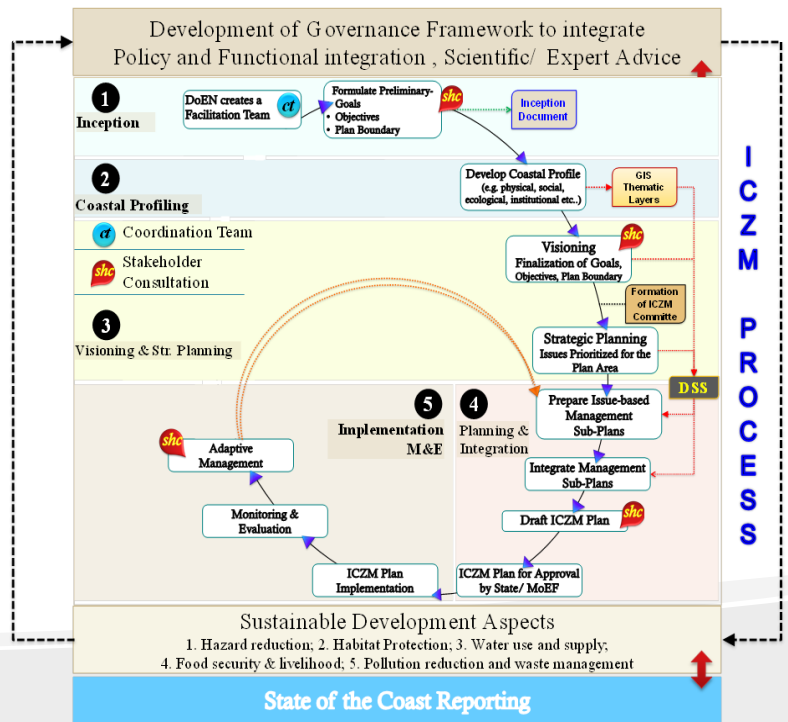 Development of Governance Framework to integrate
Policy and Functional integration , Scientific/ Expert Advice
1
Inception
DoEN creates a
Facilitation Team
ct
Formulate Preliminary-
Goals
• Objectives
• Plan Boundary
shc
Inception
Document
2
Coastal Profiling
Develop Coastal Profile
(e.g. physical, social,
ecological, institutional etc..)
GIS
Thematic
Layers
ct
Coordination Team
shc
Stakeholder
Consultation
Visioning
Finalization of Goals,
Objectives, Plan Boundary
shc
Formation
of ICZM
Committe
3
Visioning & Str. Planning
Strategic Planning
Issues Prioritized for the
Plan Area
DSS
5
Implementation
M&E
4
Planning &
Integration
Prepare Issue-based
Management
Sub-Plans
Integrate Management
Sub-Plans
Draft ICZM Plan
shc
ICZM Plan for Approval
by State/ MoEF
ICZM Plan
Implementation
Monitoring &
Evaluation
shc
Adaptive
Management
ICZM PROCESS
Sustainable Development Aspects
1. Hazard reduction; 2. Habitat Protection; 3. Water use and supply;
4. Food security & livelihood; 5. Pollution reduction and waste management
State of the Coast Reporting